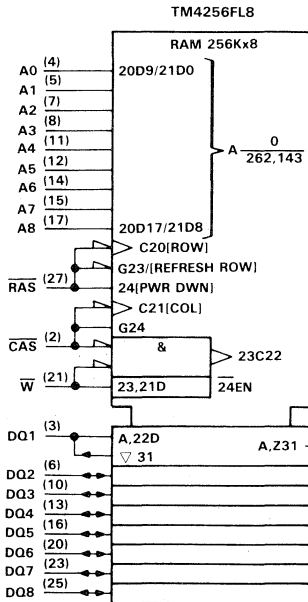 TM4256FL8
RAM 256Kx8
A0 (4) 20D9/21D0
A1 (5)
A2 (7)
A3 (8)
A4 (11)
A 0/262,143
A5 (12)
A6 (14)
A7 (15)
A8 (17) 20D17/21D8
C20[ROW]
G23/[REFRESH ROW]
RAS (27) 24[PWR DWN]
C21[COL]
G24
CAS (2) & 23C22
W (21) 23,21D 24EN
DQ1 (3) A,22D A,Z31
▽ 31
DQ2 (6)
DQ3 (10)
DQ4 (13)
DQ5 (16)
DQ6 (20)
DQ7 (23)
DQ8 (25)